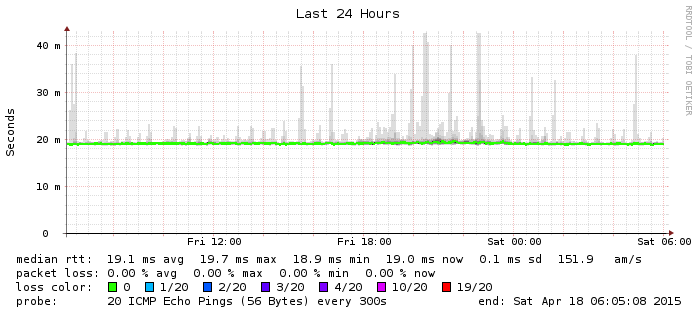 Last 24 Hours
RRDTOOL / TOBI OETIKER
Seconds
40 m
30 m
20 m
10 m
0
Fri 12:00 Fri 18:00 Sat 00:00 Sat 06:00
median rtt: 19.1 ms avg 19.7 ms max 18.9 ms min 19.0 ms now 0.1 ms sd 151.9 am/s
packet loss: 0.00 % avg 0.00 % max 0.00 % min 0.00 % now
loss color: 0 1/20 2/20 3/20 4/20 10/20 19/20
probe: 20 ICMP Echo Pings (56 Bytes) every 300s end: Sat Apr 18 06:05:08 2015